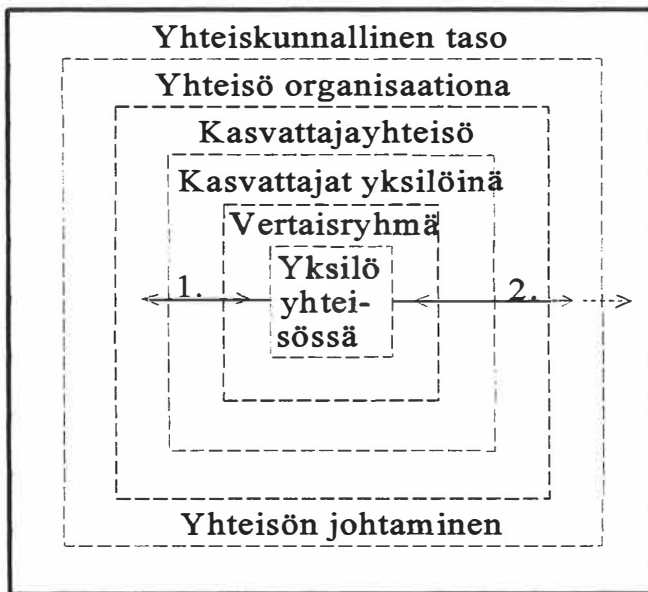 Yhteiskunnallinen taso
Yhteisö organisaationa
Kasvattajayhteisö
Kasvattajat yksilöinä
Vertaisryhmä
Yksilö
yhtei-
sössä
1.
2.
Yhteisön johtaminen